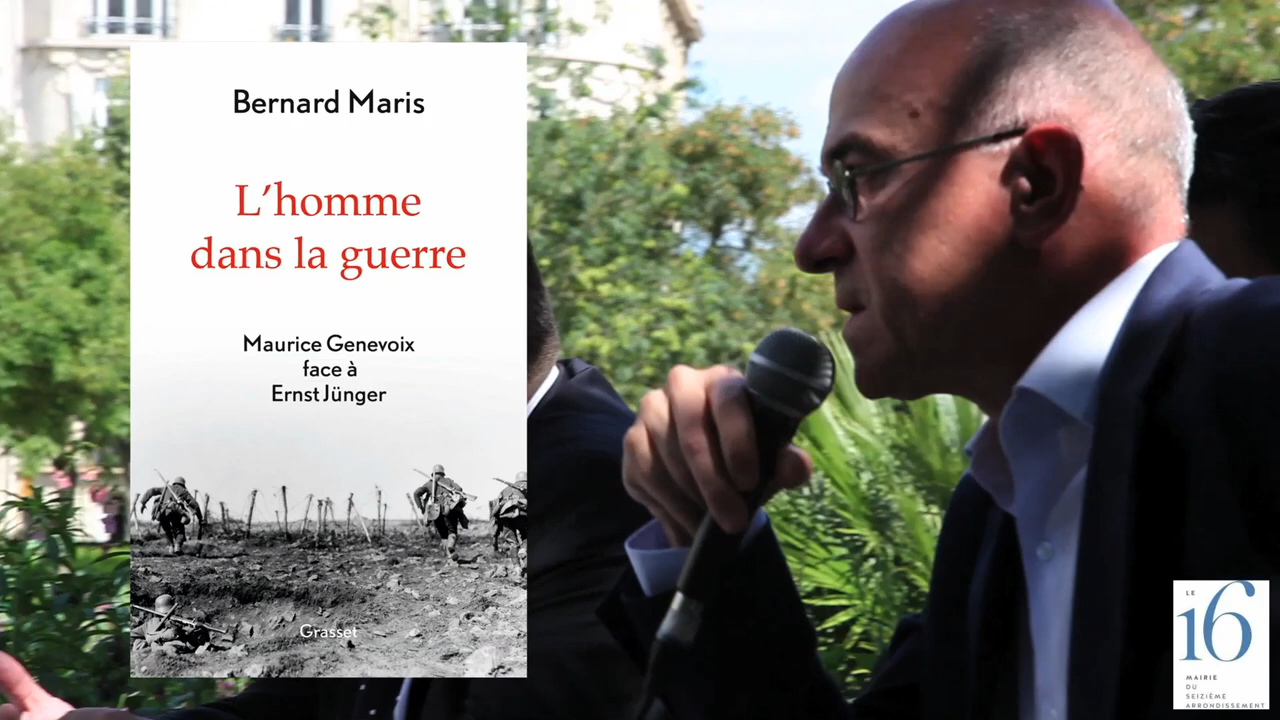 Bernard Maris
L'homme
dans la guerre
Maurice Genevoix
face à
Ernst Jünger
Grasset
LE
16
MAIRIE
DU
SEIZIÈME
ARRONDISSEMENT